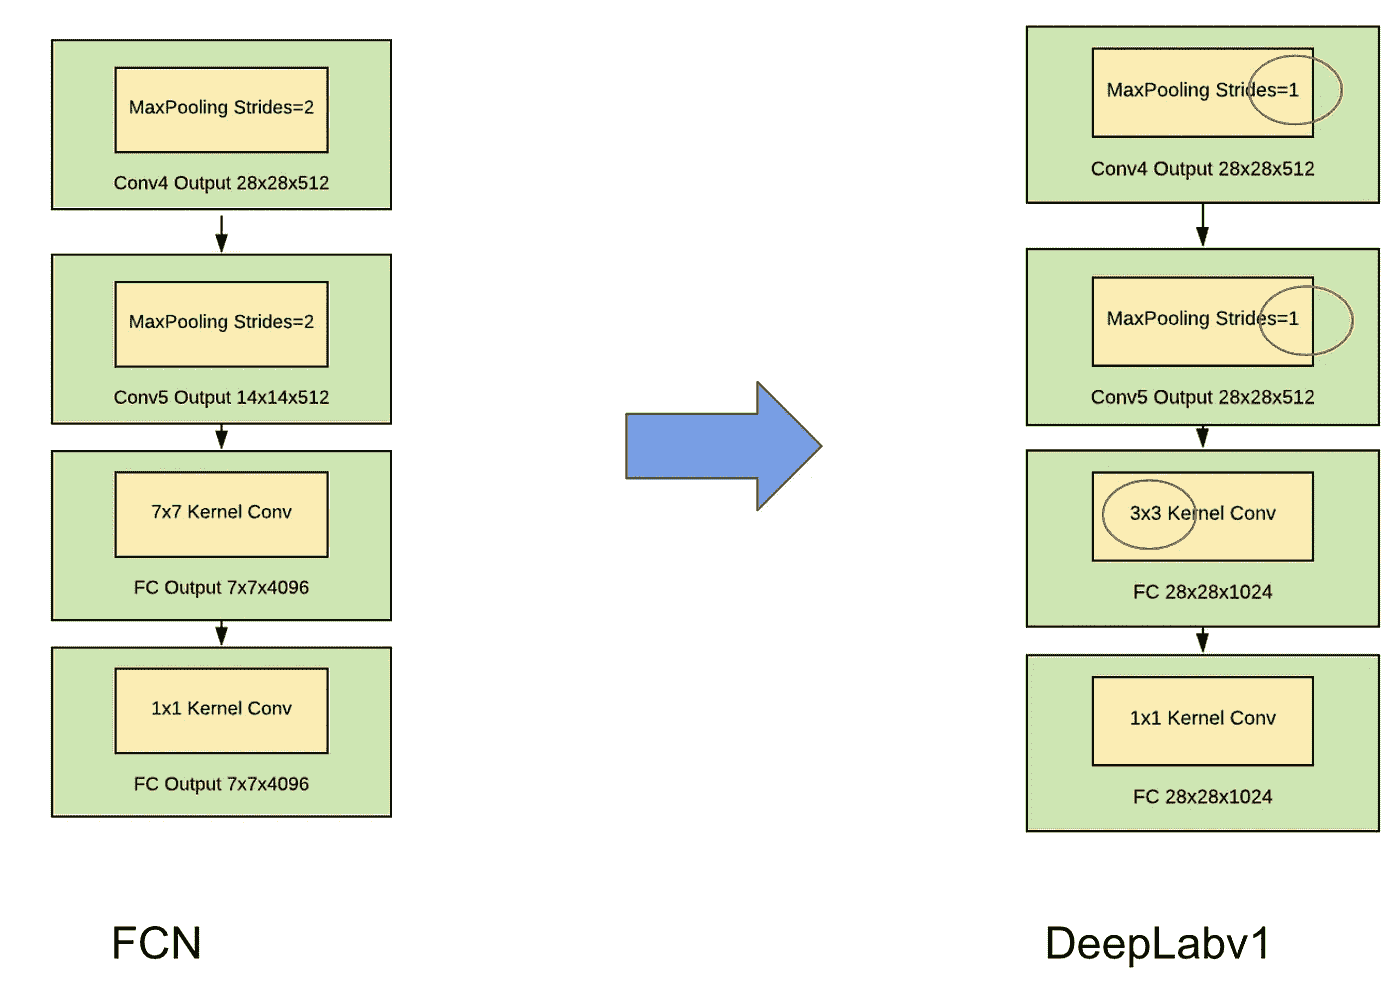 MaxPooling Strides=2
Conv4 Output 28x28x512
MaxPooling Strides=2
Conv5 Output 14x14x512
7x7 Kernel Conv
FC Output 7x7x4096
1x1 Kernel Conv
FC Output 7x7x4096
FCN
MaxPooling Strides=1
Conv4 Output 28x28x512
MaxPooling Strides=1
Conv5 Output 28x28x512
3x3 Kernel Conv
FC 28x28x1024
1x1 Kernel Conv
FC 28x28x1024
DeepLabv1